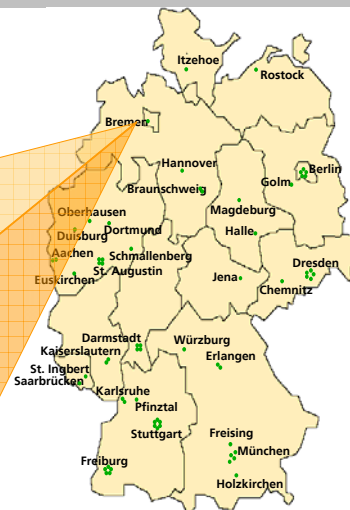 Itzehoe
Rostock
Bremen
Hannover
Berlin
Golm
Braunschweig
Magdeburg
Oberhausen
Dortmund
Halle
Duisburg
Aachen
Schmallenberg
Dresden
St. Augustin
Euskirchen
Jena
Chemnitz
Darmstadt
Würzburg
Kaiserslautern
Erlangen
St. Ingbert
Saarbrücken
Karlsruhe
Pfinztal
Stuttgart
Freising
München
Freiburg
Holzkirchen